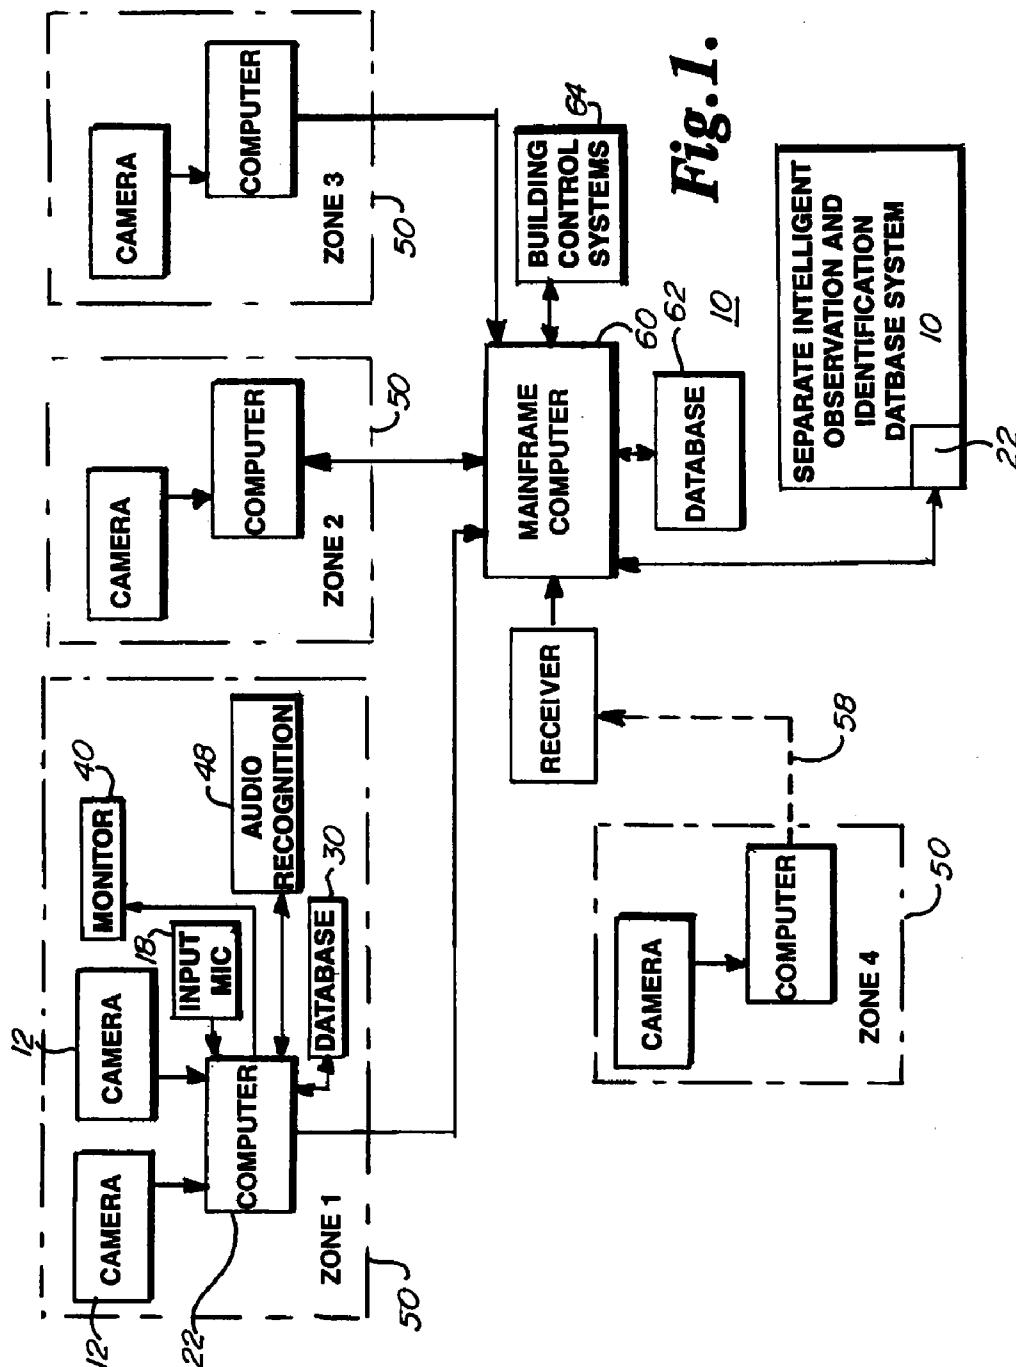 12
CAMERA
12
CAMERA
40
MONITOR
18
INPUT
MIC
48
AUDIO
RECOGNITION
22
COMPUTER
30
DATABASE
ZONE 1
50
CAMERA
COMPUTER
ZONE 2
50
CAMERA
COMPUTER
ZONE 3
50
CAMERA
COMPUTER
ZONE 4
50
58
RECEIVER
MAINFRAME
COMPUTER
60
BUILDING
CONTROL
SYSTEMS
64
DATABASE
62
10
SEPARATE INTELLIGENT
OBSERVATION AND
IDENTIFICATION
DATBASE SYSTEM
10
22
Fig.1.